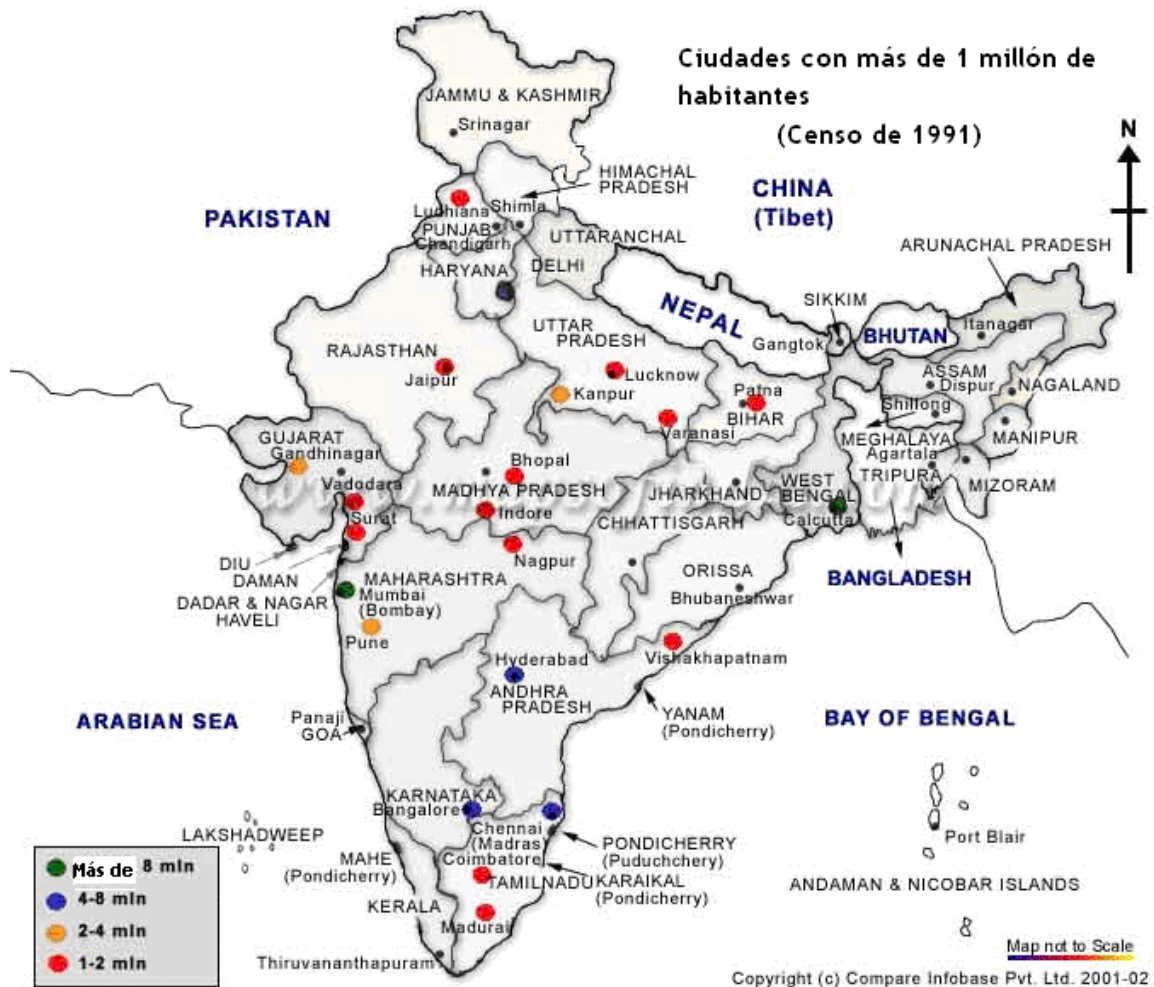 Ciudades con más de 1 millón de
habitantes
(Censo de 1991)
N
JAMMU & KASHMIR
Srinagar
HIMACHAL
PRADESH
CHINA
(Tibet)
PAKISTAN
Ludhiana
Shimla
PUNJAB
Chandigarh
UTTARANCHAL
ARUNACHAL PRADESH
HARYANA
DELHI
NEPAL
SIKKIM
BHUTAN
Itanagar
Gangtok
UTTAR
PRADESH
RAJASTHAN
Jaipur
Lucknow
Kanpur
Patna
BIHAR
Varanasi
ASSAM
Dispur
NAGALAND
Shillong
MEGHALAYA
MANIPUR
Agartala
TRIPURA
MIZORAM
GUJARAT
Gandhinagar
Vadodara
Surat
Bhopal
MADHYA PRADESH
Indore
JHARKHAND
WEST
BENGAL
Calcutta
CHHATTISGARH
Nagpur
DIU
DAMAN
DADAR & NAGAR
HAVELI
MAHARASHTRA
Mumbai
(Bombay)
Pune
ORISSA
Bhubaneshwar
BANGLADESH
Vishakhapatnam
Hyderabad
ANDHRA
PRADESH
YANAM
(Pondicherry)
ARABIAN SEA
BAY OF BENGAL
Panaji
GOA
KARNATAKA
Bangalore
Chennai
(Madras)
Coimbatore
PONDICHERRY
(Puduchchery)
LAKSHADWEEP
MAHE
(Pondicherry)
TAMILNADU
KARAIKAL
(Pondicherry)
KERALA
Madurai
Thiruvananthapuram
Port Blair
ANDAMAN & NICOBAR ISLANDS
Más de 8 mln
4-8 mln
2-4 mln
1-2 mln
Map not to Scale
Copyright (c) Compare Infobase Pvt. Ltd. 2001-02